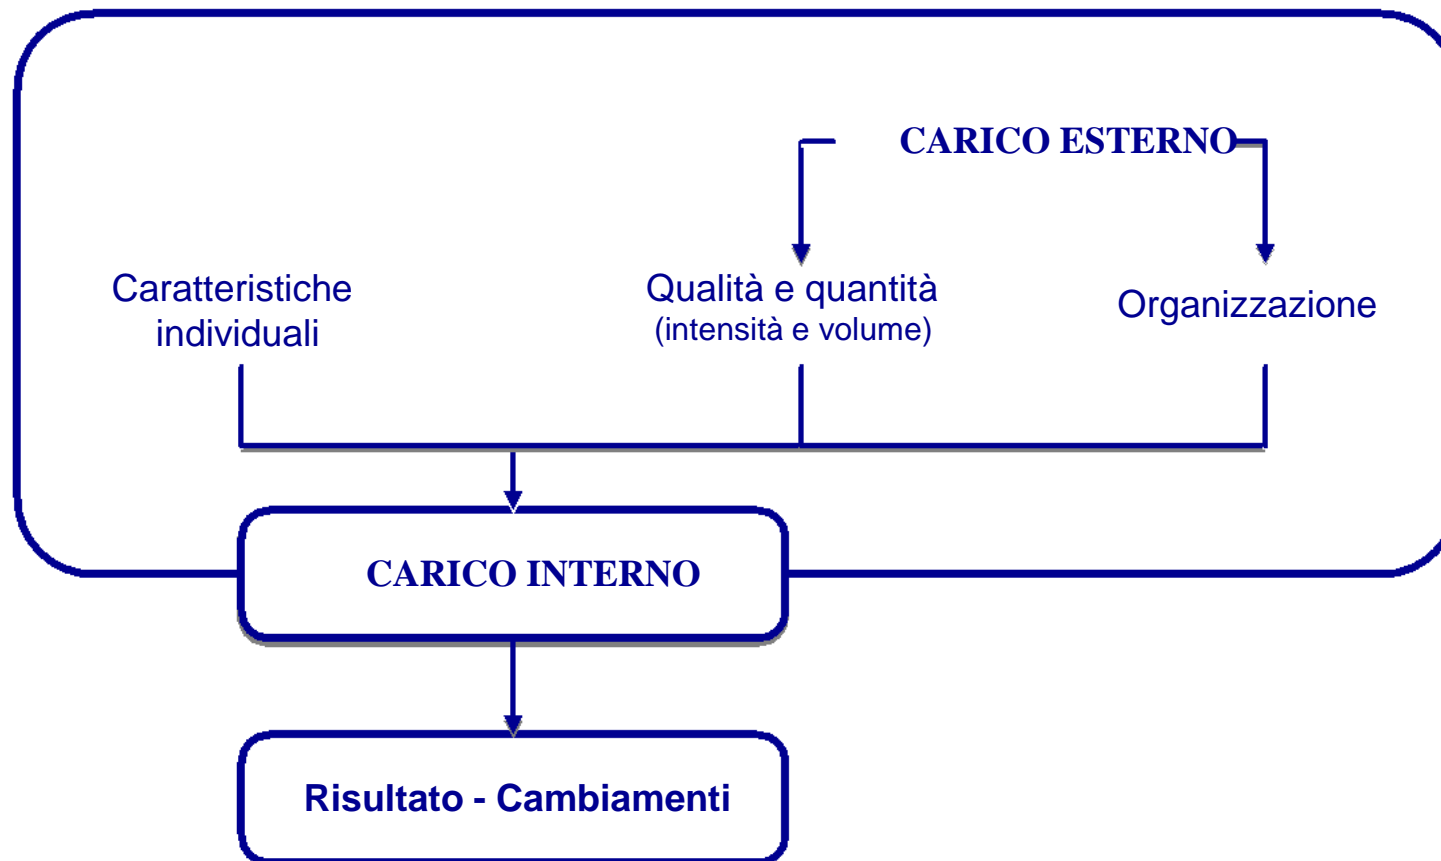 CARICO ESTERNO
Caratteristiche
individuali
Qualità e quantità
(intensità e volume)
Organizzazione
CARICO INTERNO
Risultato - Cambiamenti